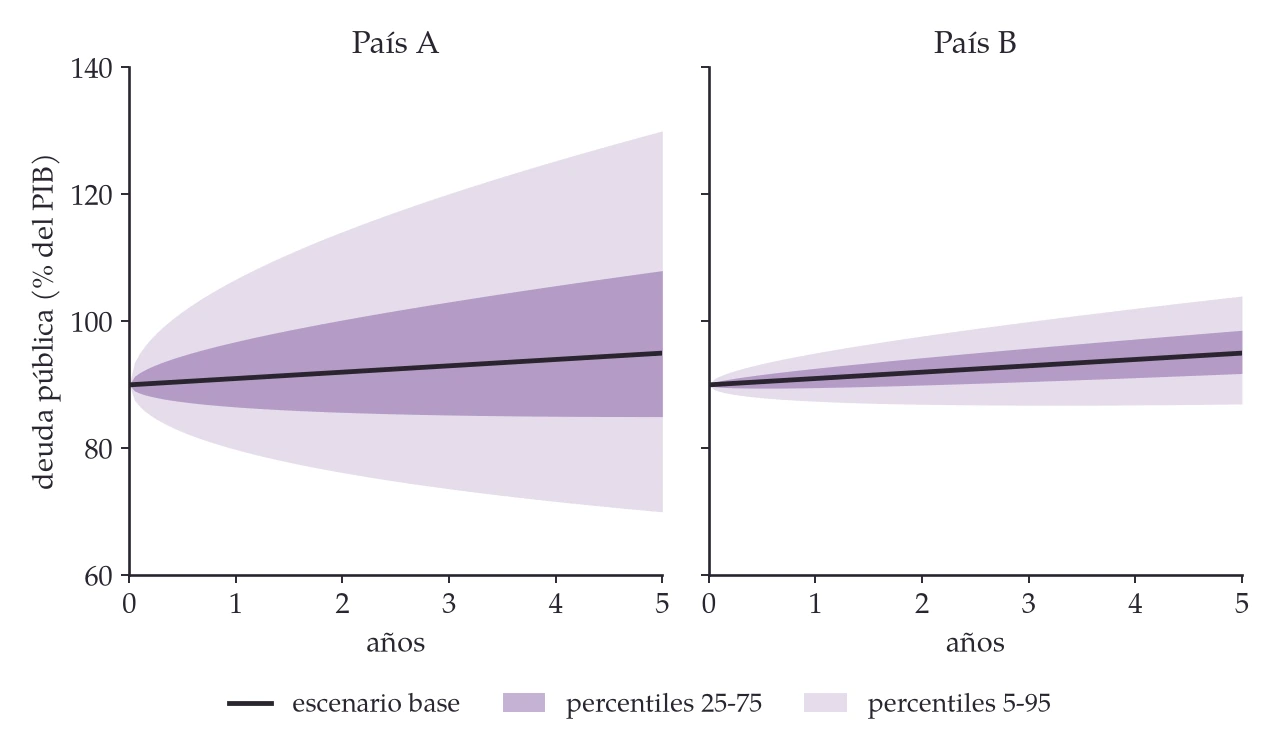 País A
País B
deuda pública (% del PIB)
140
120
100
80
60
0 1 2 3 4 5
0 1 2 3 4 5
años
años
escenario base
percentiles 25-75
percentiles 5-95